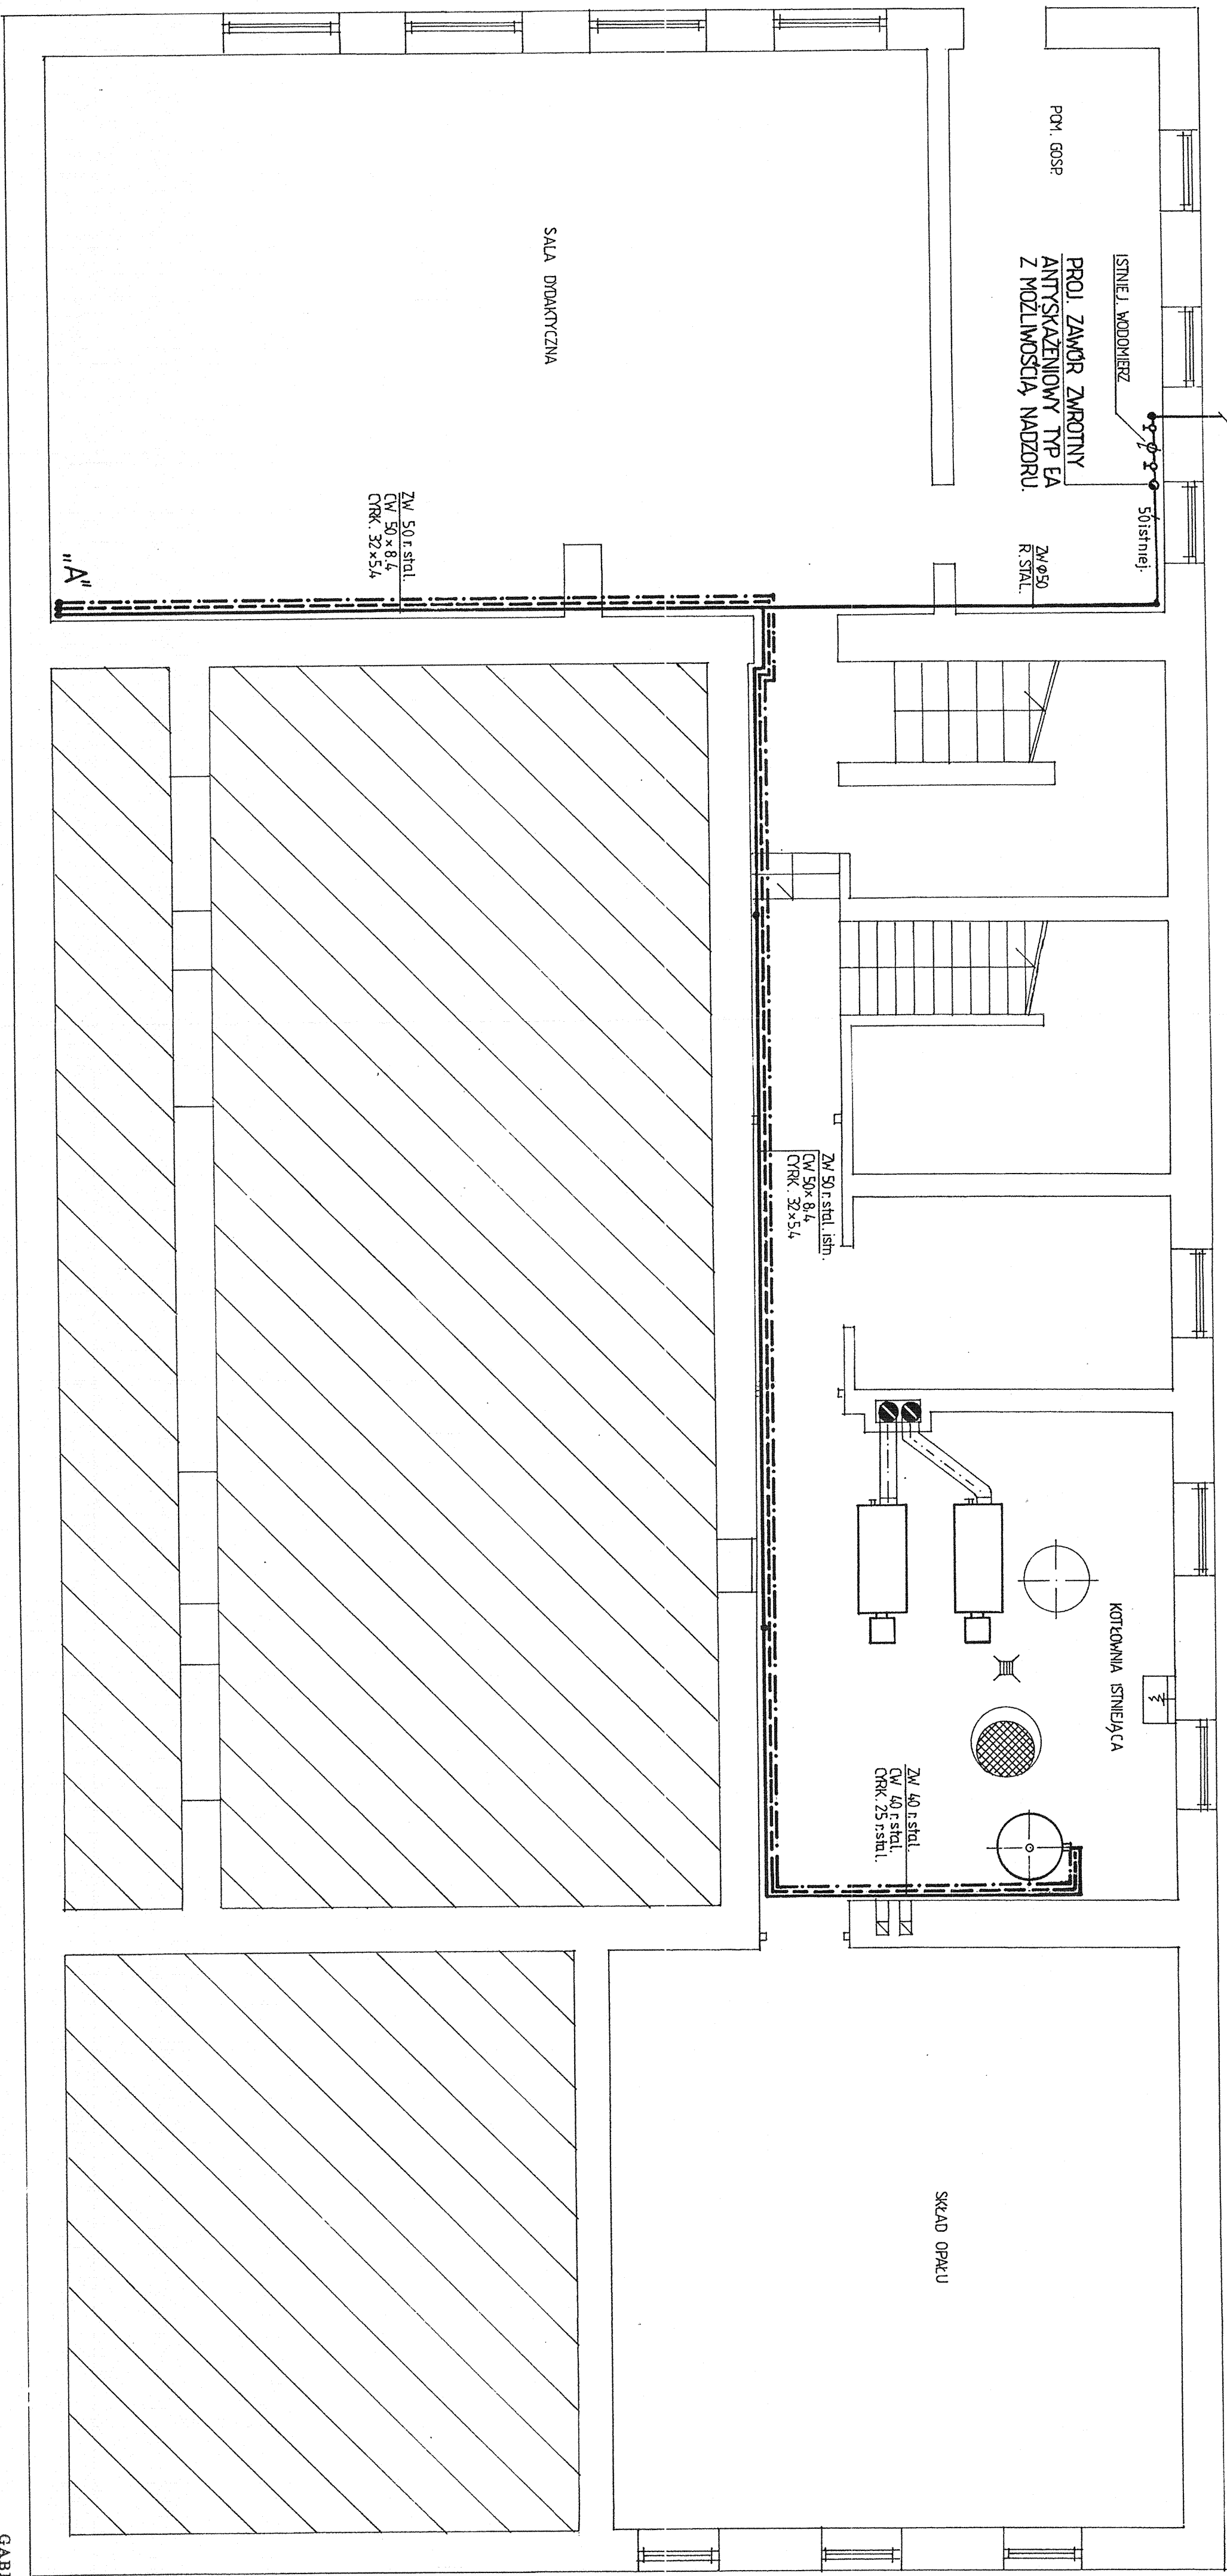 POM. GOSP.
ISTNIEJ. WODOMIERZ
PROJ. ZAWÓR ZWROTNY
ANTYSKAŻENIOWY TYP EA
Z MOŻLIWOŚCIĄ NADZORU.
50 istniej.
ZW ⌀50
R.STAL.
SALA DYDAKTYCZNA
ZW 50 r.stal.
CW 50×8.4
CYRK. 32×5.4
"A"
ZW 50 r.stal. istn.
CW 50×8.4
CYRK. 32×5.4
KOTŁOWNIA ISTNIEJĄCA
ZW 40 r.stal.
CW 40 r.stal.
CYRK. 25 r.stal.
SKŁAD OPAŁU